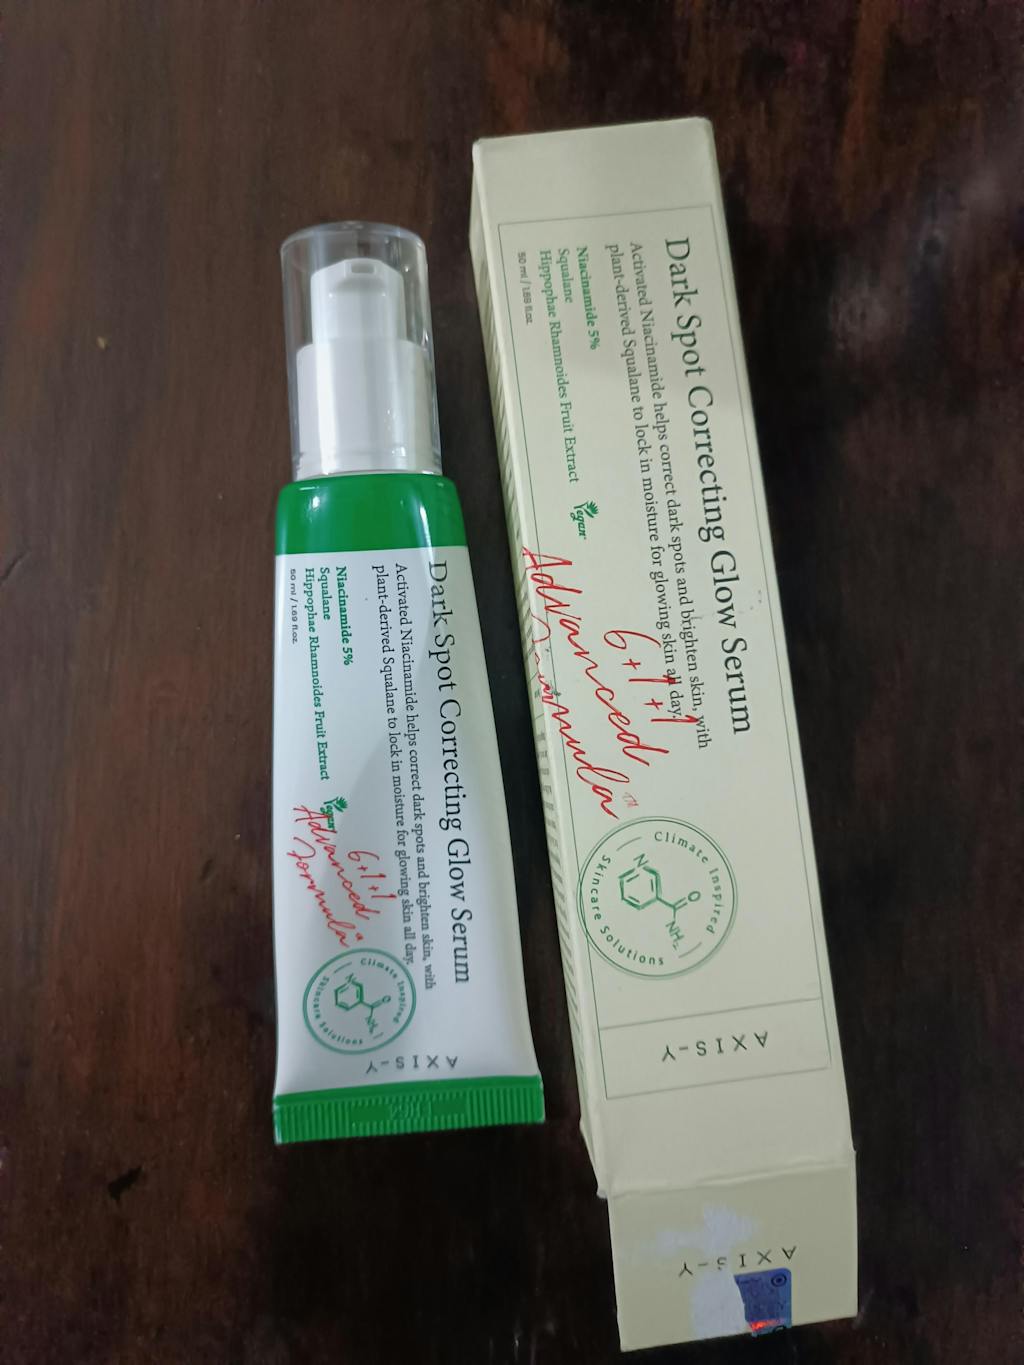 Dark Spot Correcting Glow Serum
Activated Niacinamide helps correct dark spots and brighten skin, with
plant-derived Squalane to lock in moisture for glowing skin all day.
Niacinamide 5%
Squalane
Hippophae Rhamnoides Fruit Extract
50 ml / 1.69 fl.oz.
Vegan
6+1+1
Advanced
Formula™
Climate Inspired
Skincare Solutions
N
O
NH₂
AXIS-Y
AXIS-Y
Dark Spot Correcting Glow Serum
Activated Niacinamide helps correct dark spots and brighten skin, with
plant-derived Squalane to lock in moisture for glowing skin all day.
Niacinamide 5%
Squalane
Hippophae Rhamnoides Fruit Extract
50 ml / 1.69 fl.oz.
Vegan
6+1+1
Advanced
Formula
Climate Inspired
Skincare Solutions
N
O
NH₂
AXIS-Y